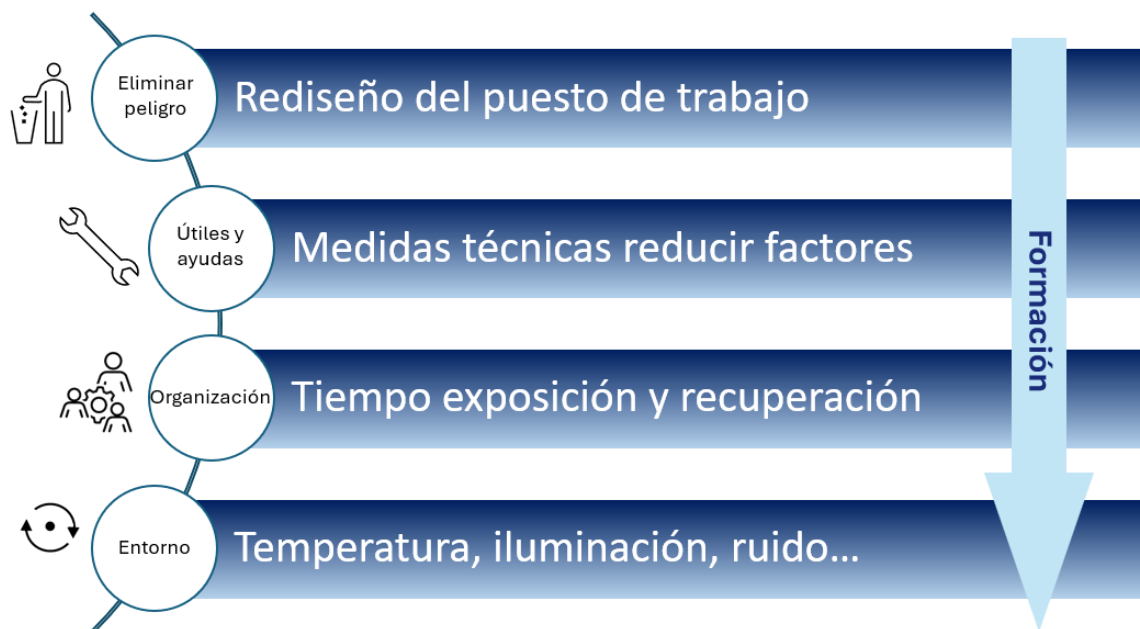 Eliminar
peligro
Rediseño del puesto de trabajo
Útiles y
ayudas
Medidas técnicas reducir factores
Organización
Tiempo exposición y recuperación
Entorno
Temperatura, iluminación, ruido...
Formación